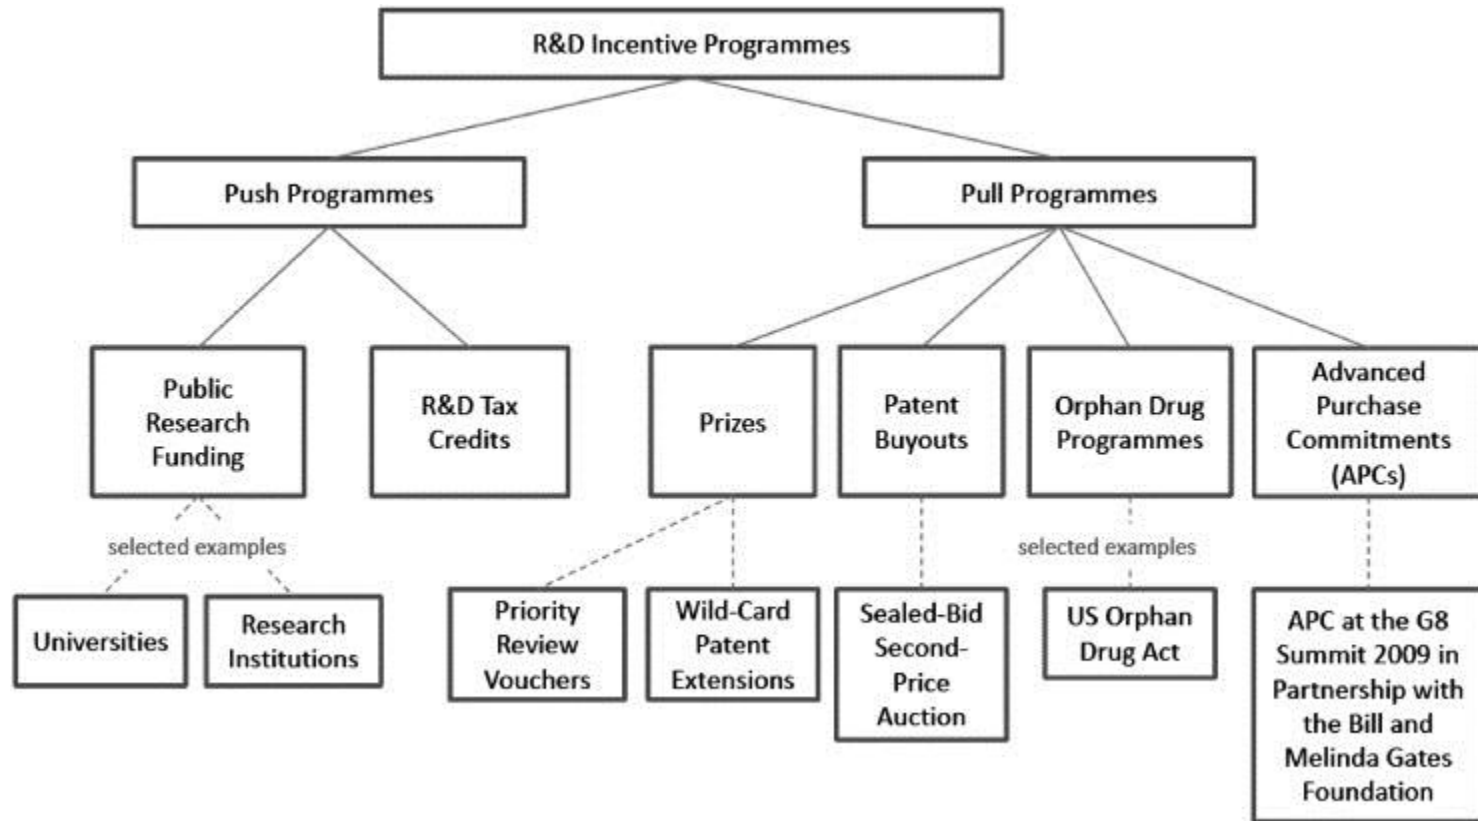 R&D Incentive Programmes
Push Programmes
Pull Programmes
Public
Research
Funding
R&D Tax
Credits
Prizes
Patent
Buyouts
Orphan Drug
Programmes
Advanced
Purchase
Commitments
(APCs)
selected examples
selected examples
Universities
Research
Institutions
Priority
Review
Vouchers
Wild-Card
Patent
Extensions
Sealed-Bid
Second-
Price
Auction
US Orphan
Drug Act
APC at the G8
Summit 2009 in
Partnership with
the Bill and
Melinda Gates
Foundation